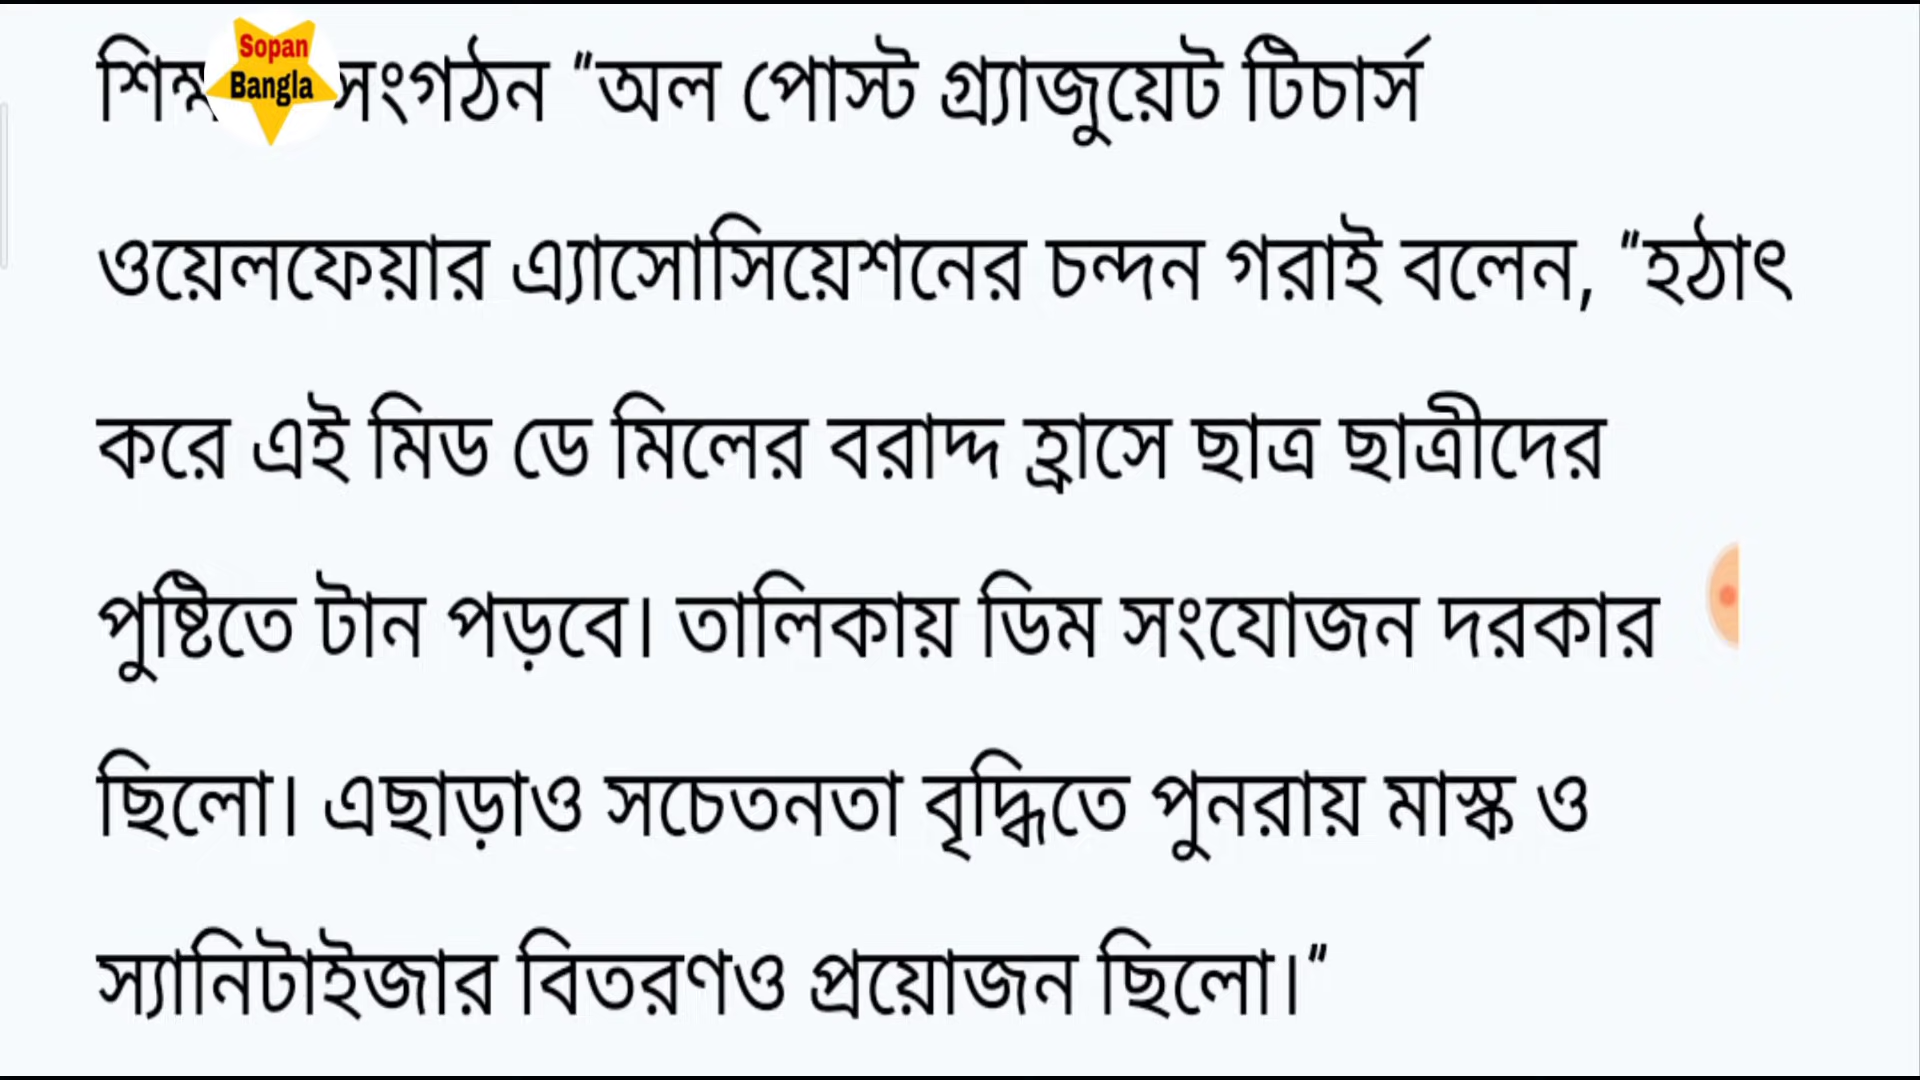 Sopan
Bangla
সংগঠন "অল পোস্ট গ্র্যাজুয়েট টিচার্স
ওয়েলফেয়ার এ্যাসোসিয়েশনের চন্দন গরাই বলেন, "হঠাৎ
করে এই মিড ডে মিলের বরাদ্দ হ্রাসে ছাত্র ছাত্রীদের
পুষ্টিতে টান পড়বে। তালিকায় ডিম সংযোজন দরকার
ছিলো। এছাড়াও সচেতনতা বৃদ্ধিতে পুনরায় মাস্ক ও
স্যানিটাইজার বিতরণও প্রয়োজন ছিলো।"